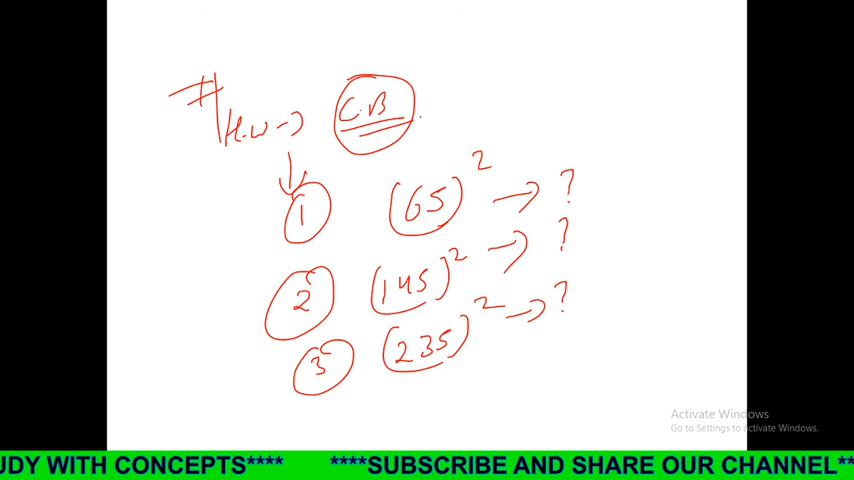 #
H.W → C.B.
1 (65)² → ?
2 (145)² → ?
3 (235)² → ?
Activate Windows
Go to Settings to activate Windows.
UDY WITH CONCEPTS**** ****SUBSCRIBE AND SHARE OUR CHANNEL**